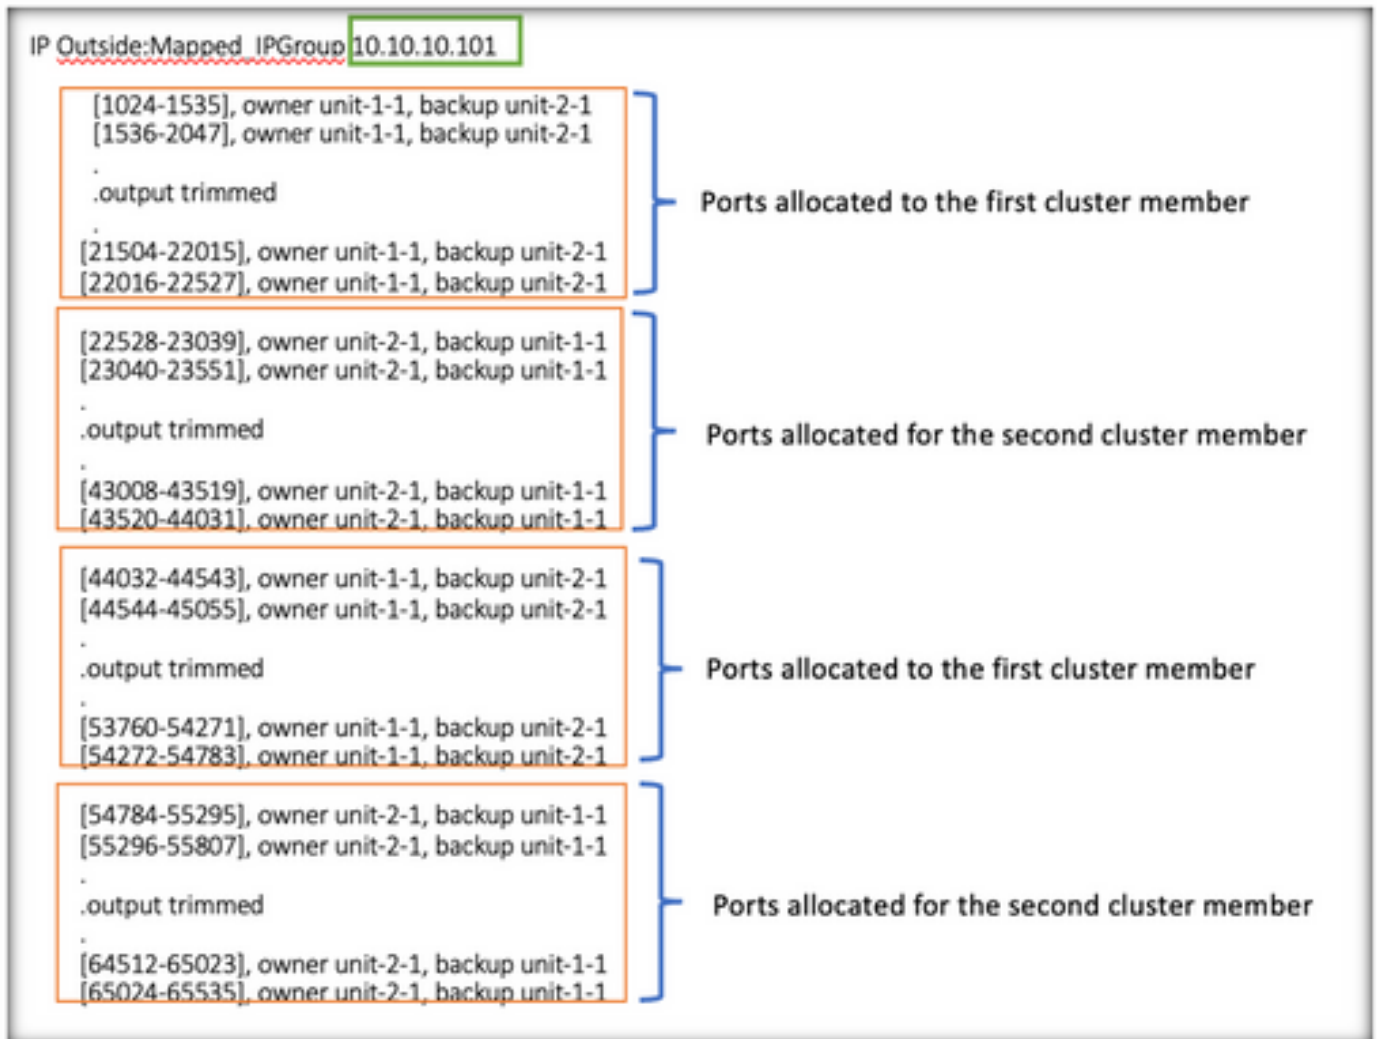 IP Outside:Mapped_IPGroup 10.10.10.101
[1024-1535], owner unit-1-1, backup unit-2-1
[1536-2047], owner unit-1-1, backup unit-2-1
.
.output trimmed
.
[21504-22015], owner unit-1-1, backup unit-2-1
[22016-22527], owner unit-1-1, backup unit-2-1
Ports allocated to the first cluster member
[22528-23039], owner unit-2-1, backup unit-1-1
[23040-23551], owner unit-2-1, backup unit-1-1
.
.output trimmed
.
[43008-43519], owner unit-2-1, backup unit-1-1
[43520-44031], owner unit-2-1, backup unit-1-1
Ports allocated for the second cluster member
[44032-44543], owner unit-1-1, backup unit-2-1
[44544-45055], owner unit-1-1, backup unit-2-1
.
.output trimmed
.
[53760-54271], owner unit-1-1, backup unit-2-1
[54272-54783], owner unit-1-1, backup unit-2-1
Ports allocated to the first cluster member
[54784-55295], owner unit-2-1, backup unit-1-1
[55296-55807], owner unit-2-1, backup unit-1-1
.
.output trimmed
.
[64512-65023], owner unit-2-1, backup unit-1-1
[65024-65535], owner unit-2-1, backup unit-1-1
Ports allocated for the second cluster member